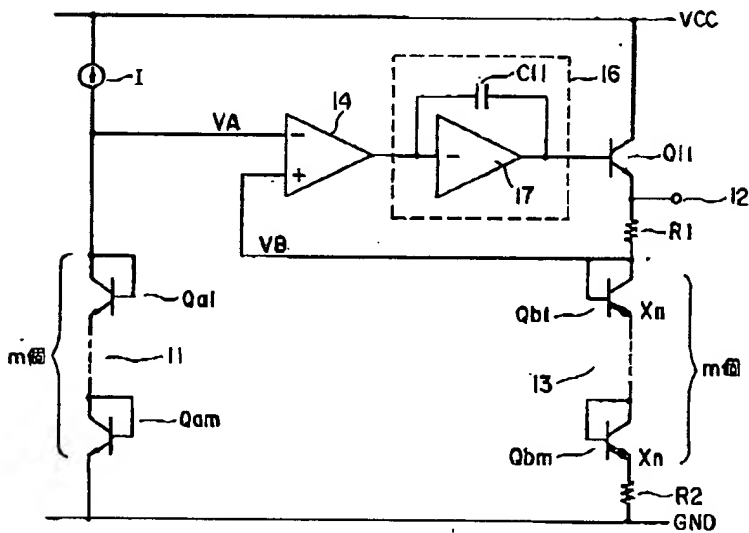 VCC
C11
16
I
14
VA
-
+
-
17
Q11
12
R1
VB
Qa1
Qb1
Xn
m個
11
13
m個
Qam
Qbm
Xn
R2
GND